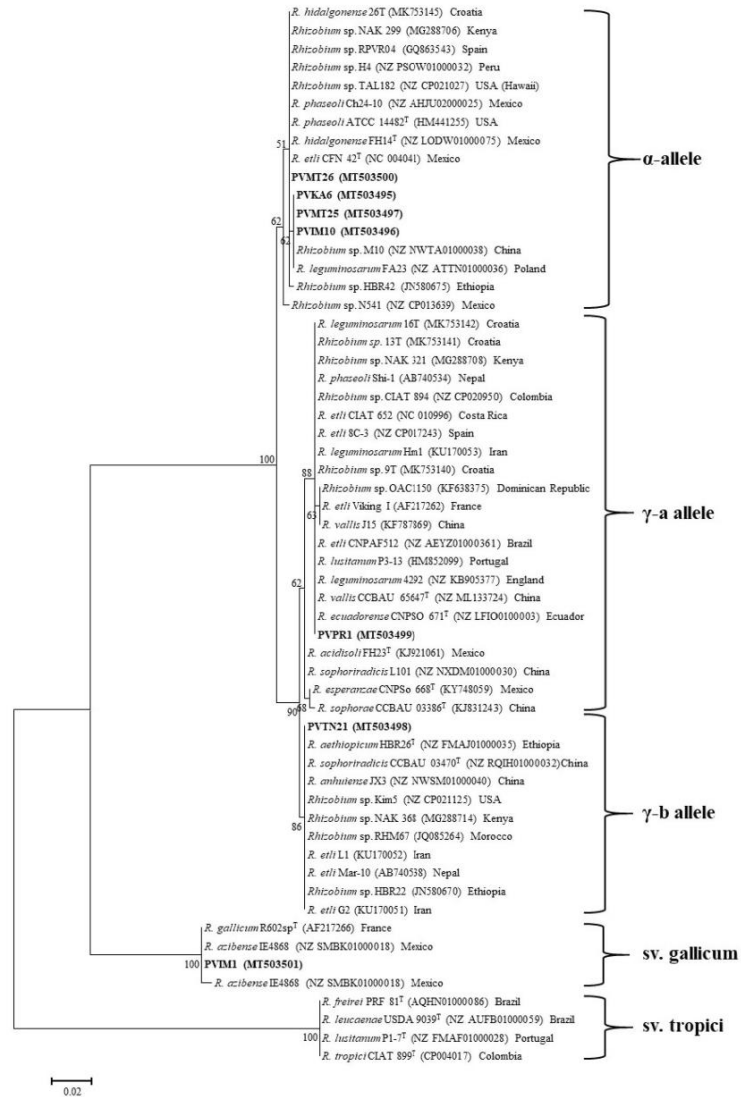 R. hidalgonense 26T (MK753145) Croatia
Rhizobium sp. NAK 299 (MG288706) Kenya
Rhizobium sp. RPVR04 (GQ863543) Spain
Rhizobium sp. H4 (NZ PSOW01000032) Peru
Rhizobium sp. TAL182 (NZ CP021027) USA (Hawaii)
R. phaseoli Ch24-10 (NZ AHJU02000025) Mexico
R. phaseoli ATCC 14482T (HM441255) USA
R. hidalgonense FH14T (NZ LODW01000075) Mexico
R. etli CFN 42T (NC 004041) Mexico
PVMT26 (MT503500)
PVKA6 (MT503495)
PVMT25 (MT503497)
PVIM10 (MT503496)
Rhizobium sp. M10 (NZ NWTA01000038) China
R. leguminosarum FA23 (NZ ATTN01000036) Poland
Rhizobium sp. HBR42 (JN580675) Ethiopia
Rhizobium sp. N541 (NZ CP013639) Mexico
α-allele
51
62
62
R. leguminosarum 16T (MK753142) Croatia
Rhizobium sp. 13T (MK753141) Croatia
Rhizobium sp. NAK 321 (MG288708) Kenya
R. phaseoli Shi-1 (AB740534) Nepal
Rhizobium sp. CIAT 894 (NZ CP020950) Colombia
R. etli CIAT 652 (NC 010996) Costa Rica
R. etli 8C-3 (NZ CP017243) Spain
R. leguminosarum Hm1 (KU170053) Iran
Rhizobium sp. 9T (MK753140) Croatia
Rhizobium sp. OAC1150 (KF638375) Dominican Republic
R. etli Viking I (AF217262) France
R. vallis J15 (KF787869) China
R. etli CNPAF512 (NZ AEYZ01000361) Brazil
R. lusitanum P3-13 (HM852099) Portugal
R. leguminosarum 4292 (NZ KB905377) England
R. vallis CCBAU 65647T (NZ ML133724) China
R. ecuadorense CNPSO 671T (NZ LFIO0100003) Ecuador
PVPR1 (MT503499)
R. acidisoli FH23T (KJ921061) Mexico
R. sophoriradicis L101 (NZ NXDM01000030) China
R. esperanzae CNPSo 668T (KY748059) Mexico
R. sophorae CCBAU 03386T (KJ831243) China
γ-a allele
100
88
63
62
68
90
PVTN21 (MT503498)
R. aethiopicum HBR26T (NZ FMAJ01000035) Ethiopia
R. sophoriradicis CCBAU 03470T (NZ RQIH01000032)China
R. anhuiense JX3 (NZ NWSM01000040) China
Rhizobium sp. Kim5 (NZ CP021125) USA
Rhizobium sp. NAK 368 (MG288714) Kenya
Rhizobium sp. RHM67 (JQ085264) Morocco
R. etli L1 (KU170052) Iran
R. etli Mar-10 (AB740538) Nepal
Rhizobium sp. HBR22 (JN580670) Ethiopia
R. etli G2 (KU170051) Iran
γ-b allele
86
R. gallicum R602spT (AF217266) France
R. azibense IE4868 (NZ SMBK01000018) Mexico
PVIM1 (MT503501)
R. azibense IE4868 (NZ SMBK01000018) Mexico
sv. gallicum
100
R. freirei PRF 81T (AQHN01000086) Brazil
R. leucaenae USDA 9039T (NZ AUFB01000059) Brazil
R. lusitanum P1-7T (NZ FMAF01000028) Portugal
R. tropici CIAT 899T (CP004017) Colombia
sv. tropici
100
0.02